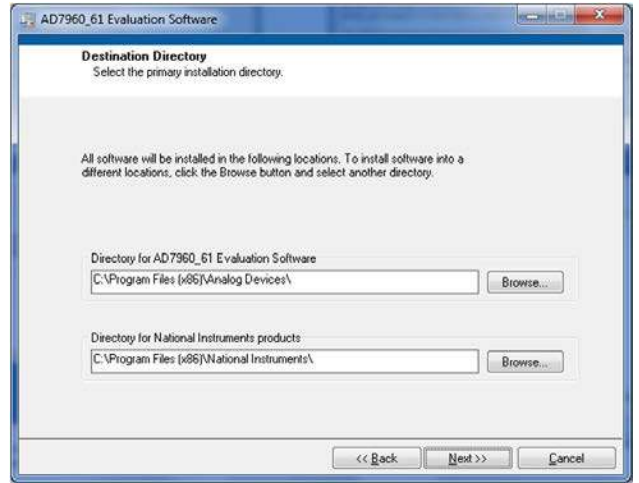 AD7960_61 Evaluation Software
Destination Directory
Select the primary installation directory.
All software will be installed in the following locations. To install software into a
different locations, click the Browse button and select another directory.
Directory for AD7960_61 Evaluation Software
C:\Program Files (x86)\Analog Devices\
Browse...
Directory for National Instruments products
C:\Program Files (x86)\National Instruments\
Browse...
<< Back
Next >>
Cancel